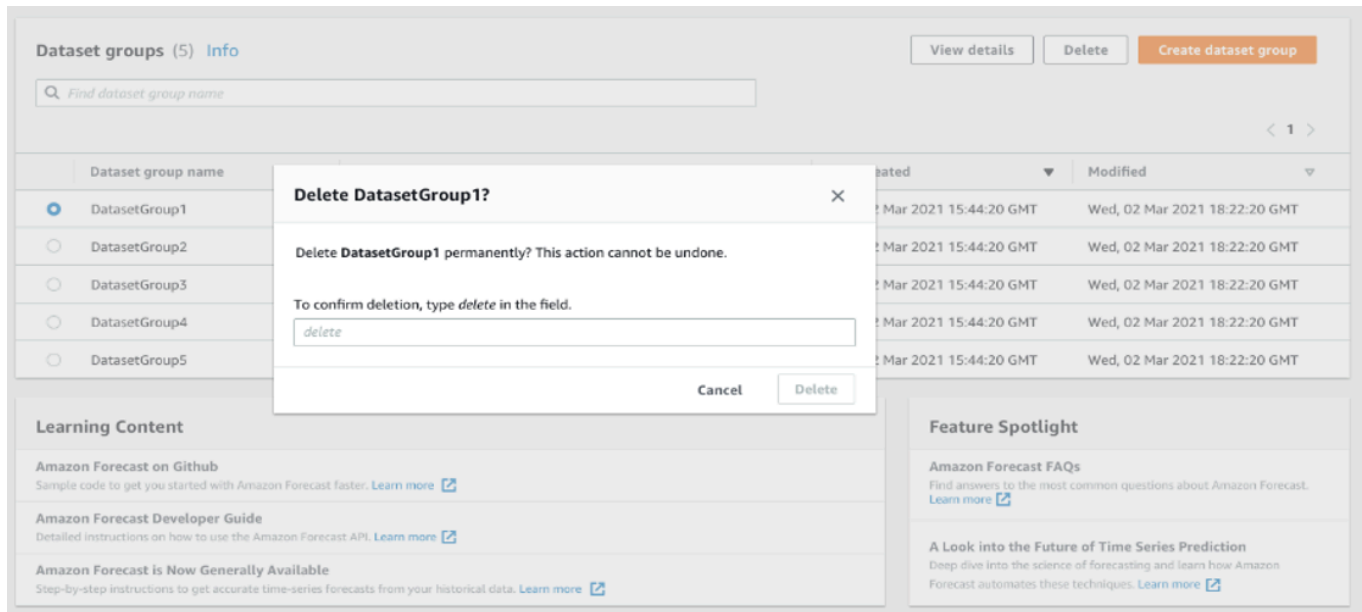 Dataset groups (5) Info
View details
Delete
Create dataset group
Find dataset group name
< 1 >
Dataset group name
Modified
DatasetGroup1
Mar 2021 15:44:20 GMT
Wed, 02 Mar 2021 18:22:20 GMT
DatasetGroup2
Mar 2021 15:44:20 GMT
Wed, 02 Mar 2021 18:22:20 GMT
DatasetGroup3
Mar 2021 15:44:20 GMT
Wed, 02 Mar 2021 18:22:20 GMT
DatasetGroup4
Mar 2021 15:44:20 GMT
Wed, 02 Mar 2021 18:22:20 GMT
DatasetGroup5
Mar 2021 15:44:20 GMT
Wed, 02 Mar 2021 18:22:20 GMT
Delete DatasetGroup1?
Delete DatasetGroup1 permanently? This action cannot be undone.
To confirm deletion, type delete in the field.
delete
Cancel
Delete
Learning Content
Amazon Forecast on Github
Sample code to get you started with Amazon Forecast faster. Learn more
Amazon Forecast Developer Guide
Detailed instructions on how to use the Amazon Forecast API. Learn more
Amazon Forecast is Now Generally Available
Step-by-step instructions to get accurate time-series forecasts from your historical data. Learn more
Feature Spotlight
Amazon Forecast FAQs
Find answers to the most common questions about Amazon Forecast.
Learn more
A Look into the Future of Time Series Prediction
Deep dive into the science of forecasting and learn how Amazon
Forecast automates these techniques. Learn more